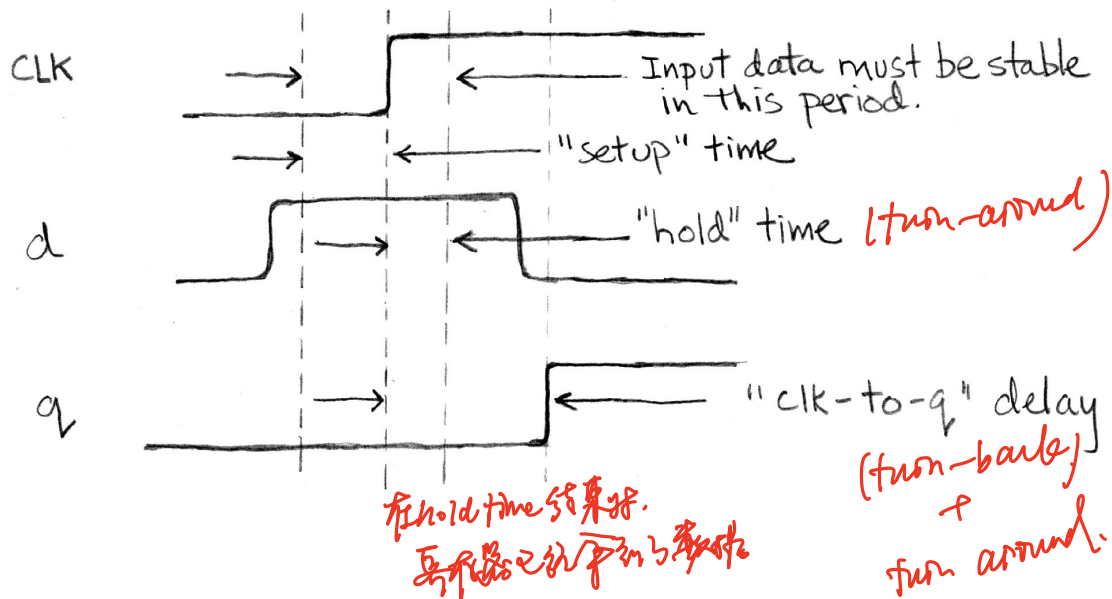 CLK
Input data must be stable
in this period.
"setup" time
d
"hold" time (turn-around)
q
"clk-to-q" delay
(turn-back)
+
turn around.
在hold time结束时.
寄存器已经拿到了数据